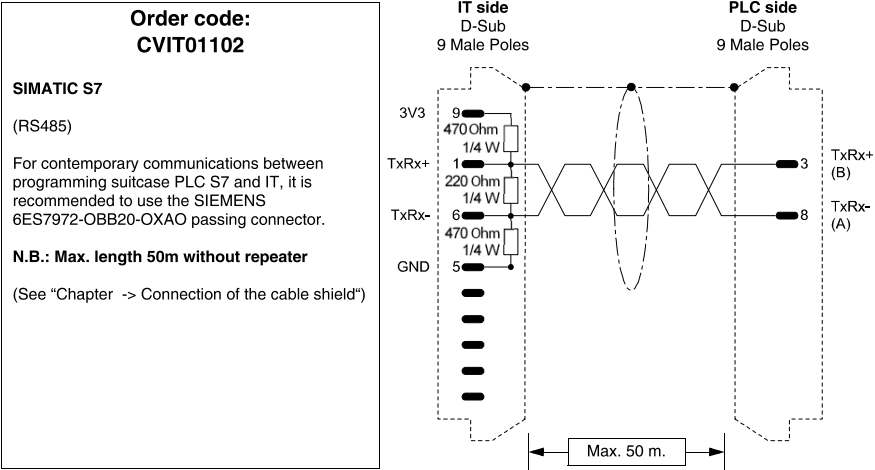 Order code:
CVIT01102
SIMATIC S7
(RS485)
For contemporary communications between
programming suitcase PLC S7 and IT, it is
recommended to use the SIEMENS
6ES7972-OBB20-OXAO passing connector.
N.B.: Max. length 50m without repeater
(See “Chapter -> Connection of the cable shield“)
IT side
D-Sub
9 Male Poles
PLC side
D-Sub
9 Male Poles
3V3 9
470 Ohm
1/4 W
TxRx+ 1
220 Ohm
1/4 W
TxRx- 6
470 Ohm
1/4 W
GND 5
3 TxRx+
(B)
8 TxRx-
(A)
Max. 50 m.